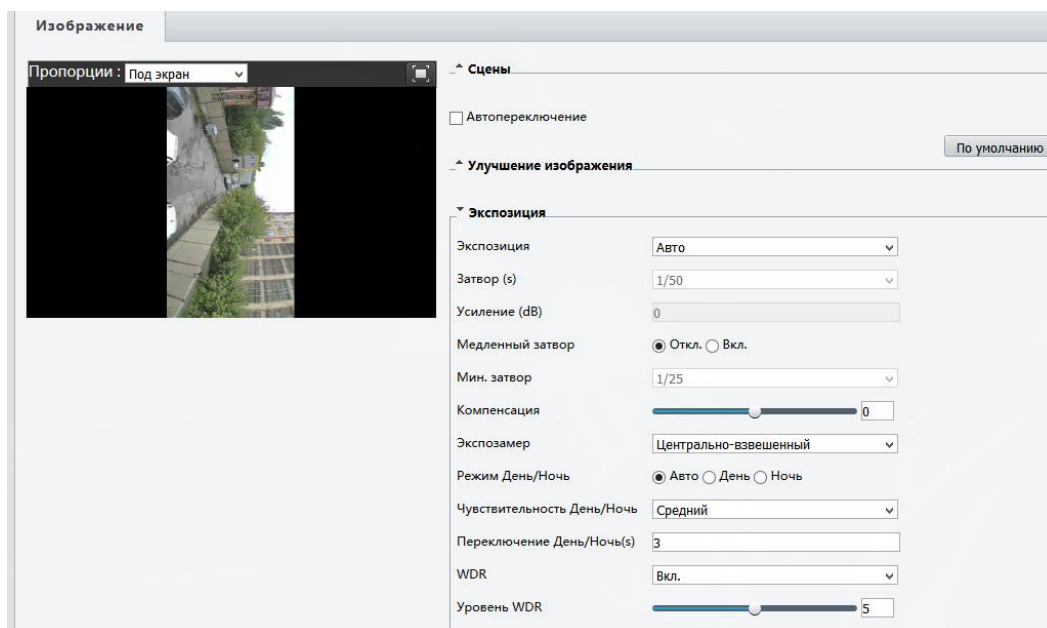 Изображение
Пропорции : Под экран
Сцены
Автопереключение
По умолчанию
Улучшение изображения
Экспозиция
Экспозиция Авто
Затвор (s) 1/50
Усиление (dB) 0
Медленный затвор Откл. Вкл.
Мин. затвор 1/25
Компенсация 0
Экспозамер Центрально-взвешенный
Режим День/Ночь Авто День Ночь
Чувствительность День/Ночь Средний
Переключение День/Ночь(s) 3
WDR Вкл.
Уровень WDR 5